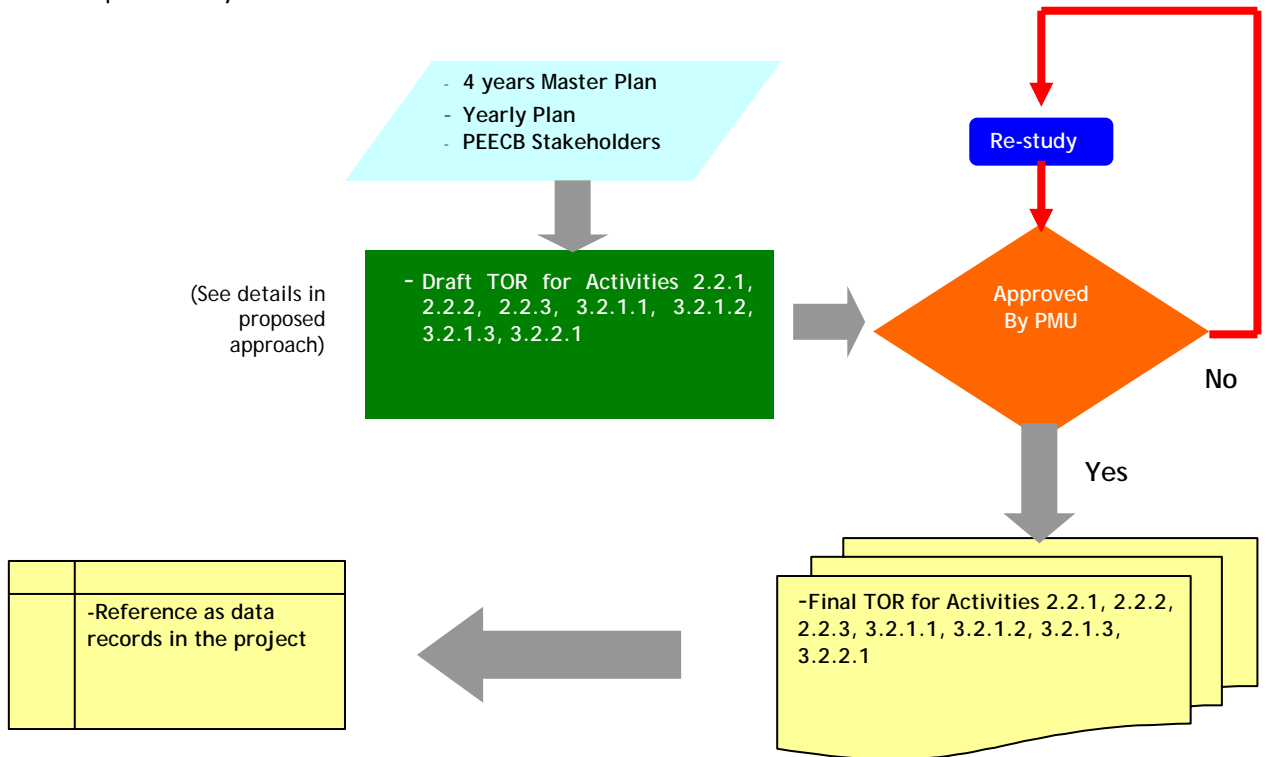 - 4 years Master Plan
- Yearly Plan
- PEECB Stakeholders
Re-study
(See details in
proposed
approach)
- Draft TOR for Activities 2.2.1,
2.2.2, 2.2.3, 3.2.1.1, 3.2.1.2,
3.2.1.3, 3.2.2.1
Approved
By PMU
No
Yes
-Reference as data
records in the project
-Final TOR for Activities 2.2.1, 2.2.2,
2.2.3, 3.2.1.1, 3.2.1.2, 3.2.1.3,
3.2.2.1